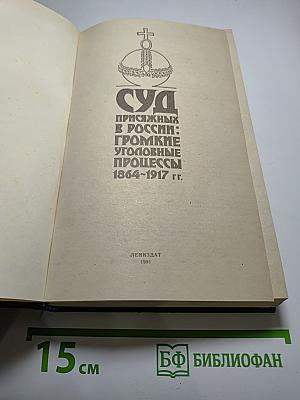 СУД
ПРИСЯЖНЫХ
В РОССИИ:
ГРОМКИЕ
УГОЛОВНЫЕ
ПРОЦЕССЫ
1864~1917 гг.
ЛЕНИЗДАТ
1991
15 см
БФ БИБЛИОФАН